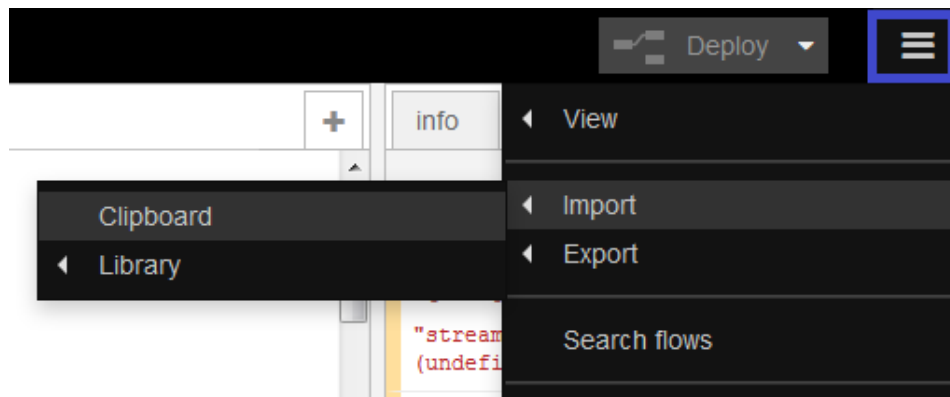 Deploy
+
info
View
Clipboard
Import
Library
Export
"stream
(undefi
Search flows